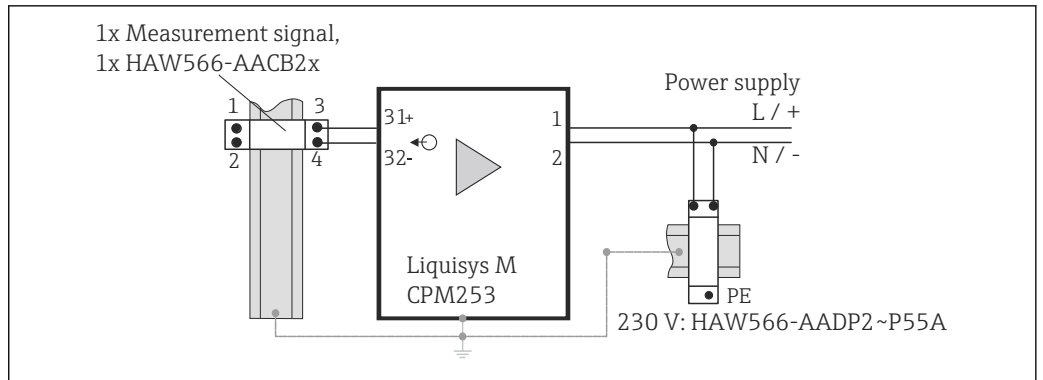 1x Measurement signal,
1x HAW566-AACB2x
Power supply
L / +
N / -
1
3
2
4
31+
32-
1
2
Liquisys M
CPM253
PE
230 V: HAW566-AADP2~P55A